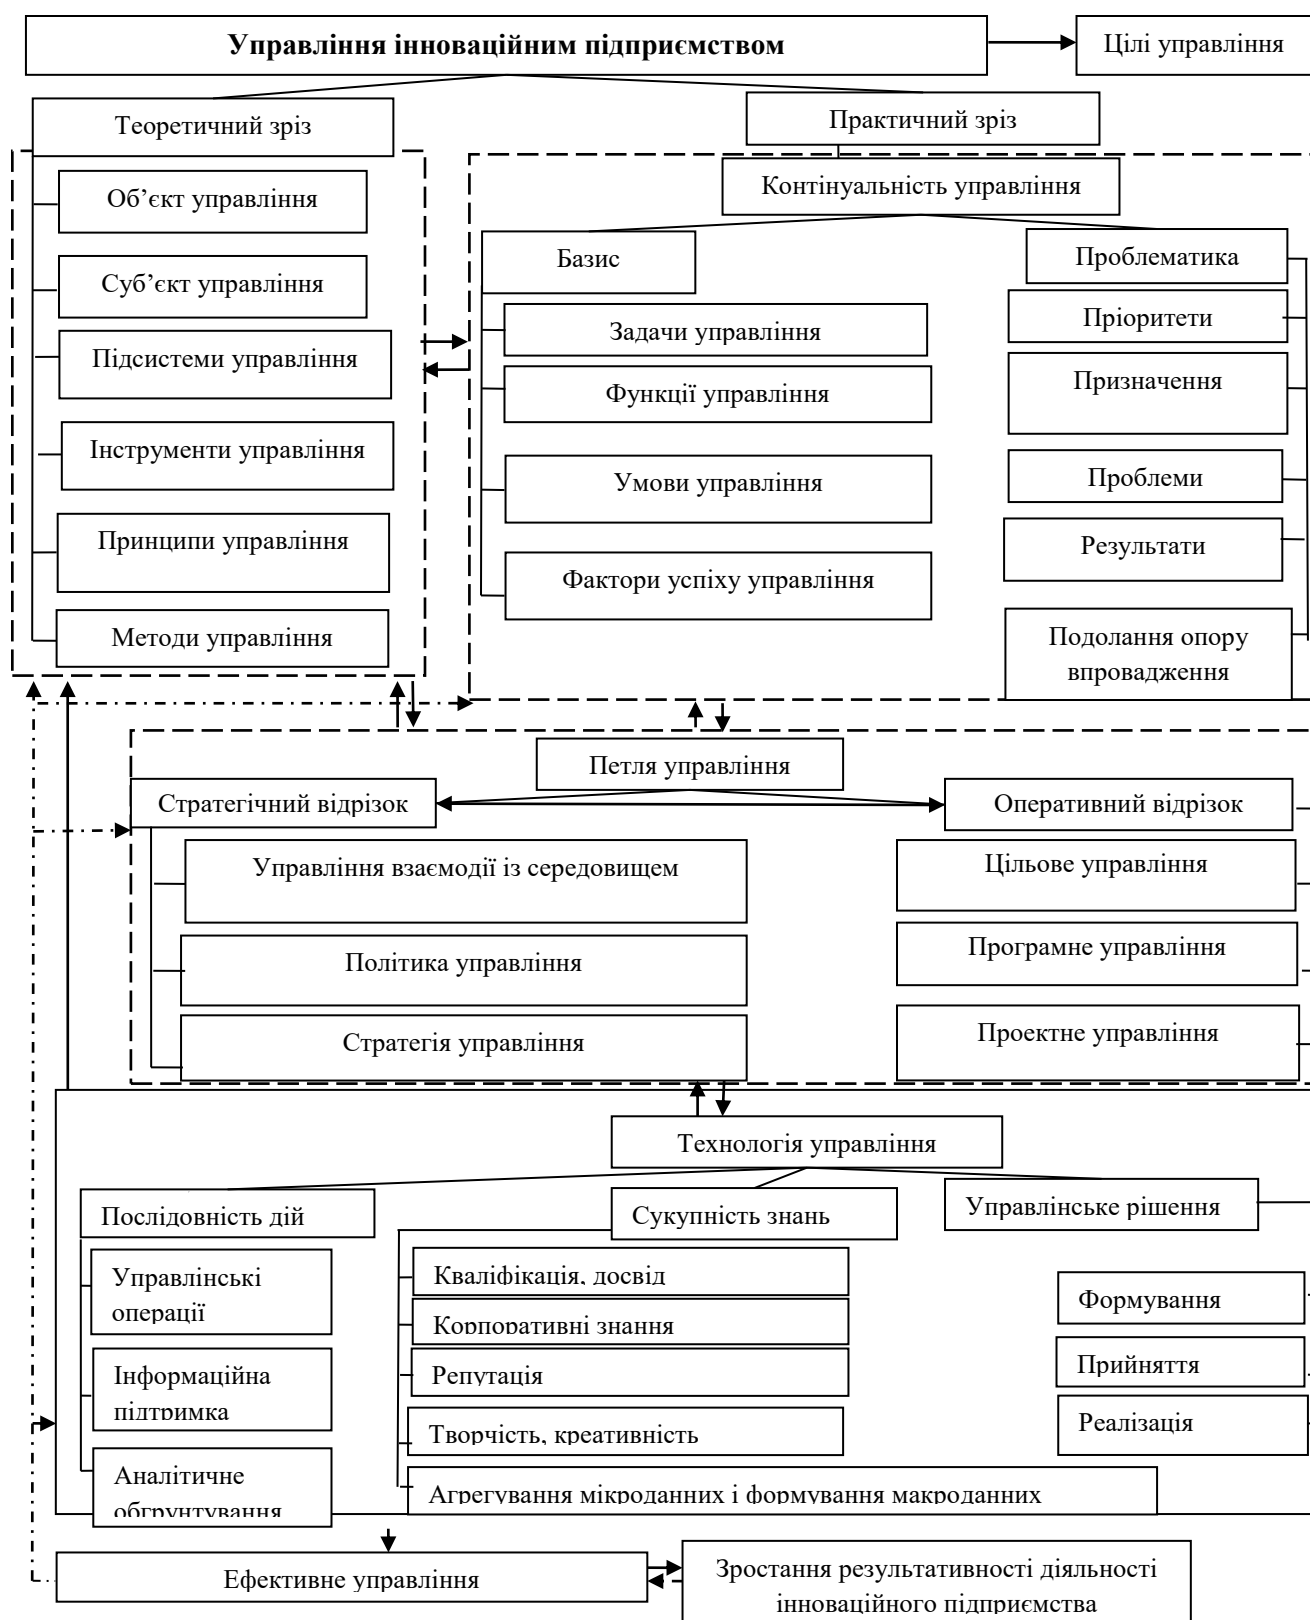 Управління інноваційним підприємством
Цілі управління
Теоретичний зріз
Практичний зріз
Об’єкт управління
Суб’єкт управління
Підсистеми управління
Інструменти управління
Принципи управління
Методи управління
Контінуальність управління
Базис
Задачи управління
Функції управління
Умови управління
Фактори успіху управління
Проблематика
Пріоритети
Призначення
Проблеми
Результати
Подолання опору
впровадження
Петля управління
Стратегічний відрізок
Оперативний відрізок
Управління взаємодії із середовищем
Політика управління
Стратегія управління
Цільове управління
Програмне управління
Проектне управління
Технологія управління
Послідовність дій
Управлінські
операції
Інформаційна
підтримка
Аналітичне
обґрунтування
Сукупність знань
Кваліфікація, досвід
Корпоративні знання
Репутація
Творчість, креативність
Агрегування мікроданних і формування макроданних
Управлінське рішення
Формування
Прийняття
Реалізація
Ефективне управління
Зростання результативності діяльності
інноваційного підприємства